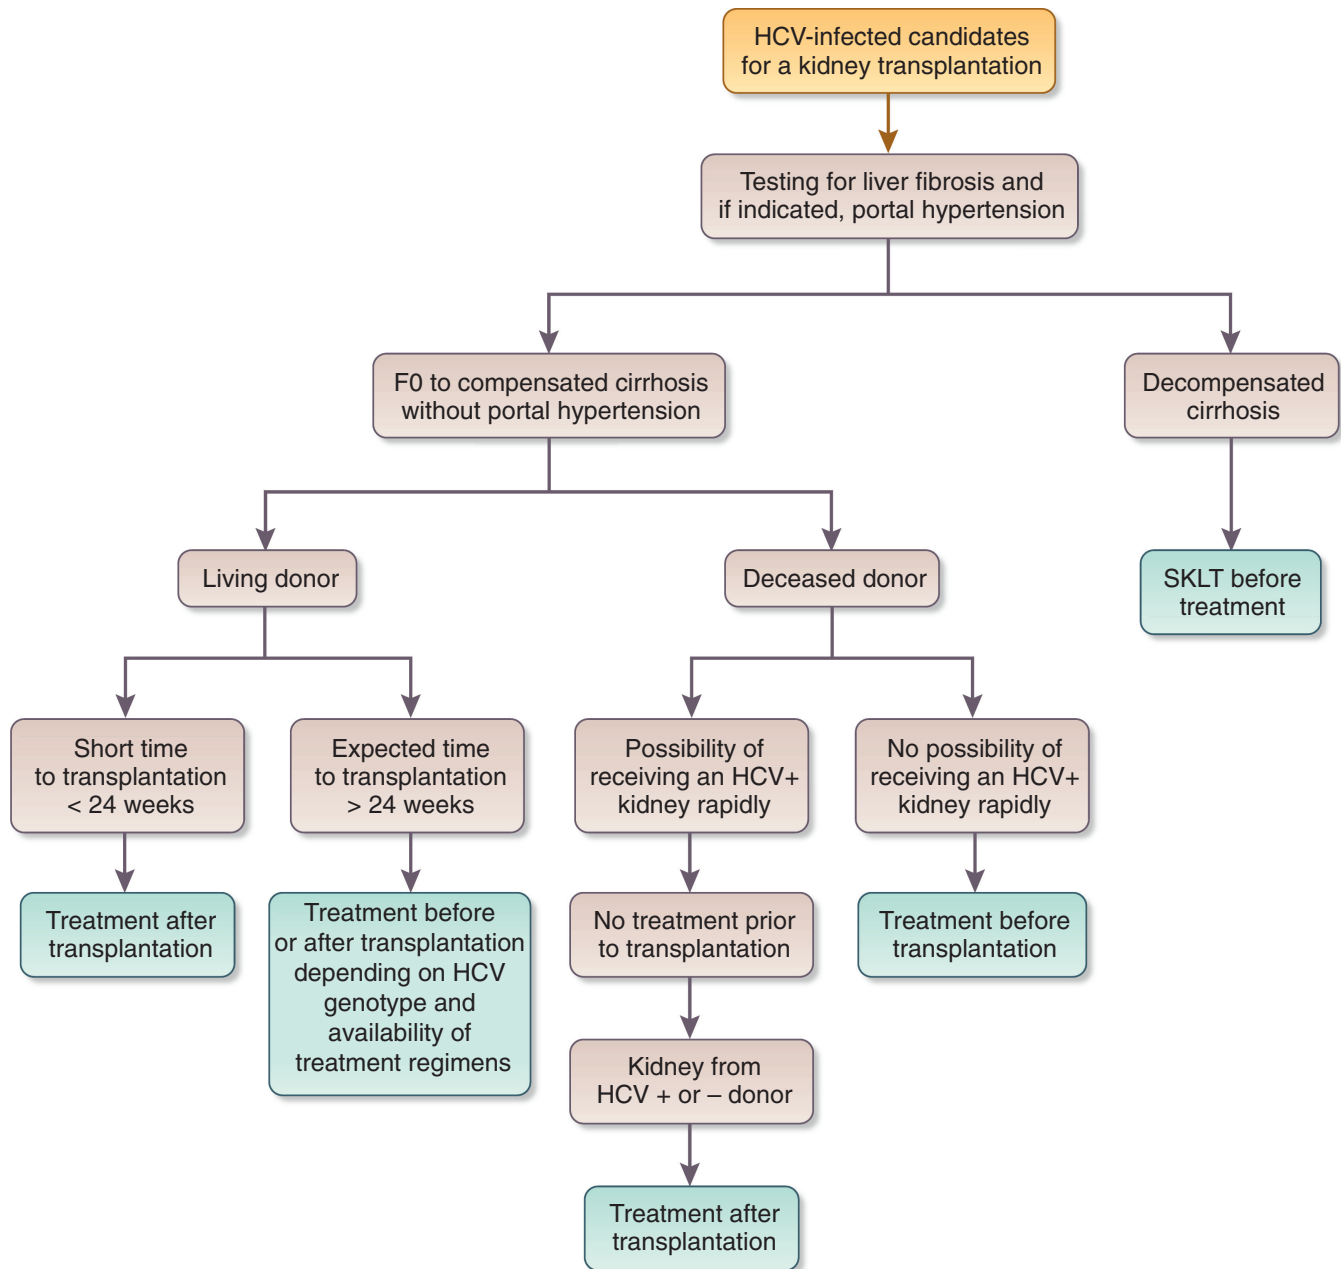 HCV-infected candidates
for a kidney transplantation
Testing for liver fibrosis and
if indicated, portal hypertension
F0 to compensated cirrhosis
without portal hypertension
Decompensated
cirrhosis
Living donor
Deceased donor
SKLT before
treatment
Short time
to transplantation
< 24 weeks
Expected time
to transplantation
> 24 weeks
Possibility of
receiving an HCV+
kidney rapidly
No possibility of
receiving an HCV+
kidney rapidly
Treatment after
transplantation
Treatment before
or after transplantation
depending on HCV
genotype and
availability of
treatment regimens
No treatment prior
to transplantation
Treatment before
transplantation
Kidney from
HCV + or – donor
Treatment after
transplantation